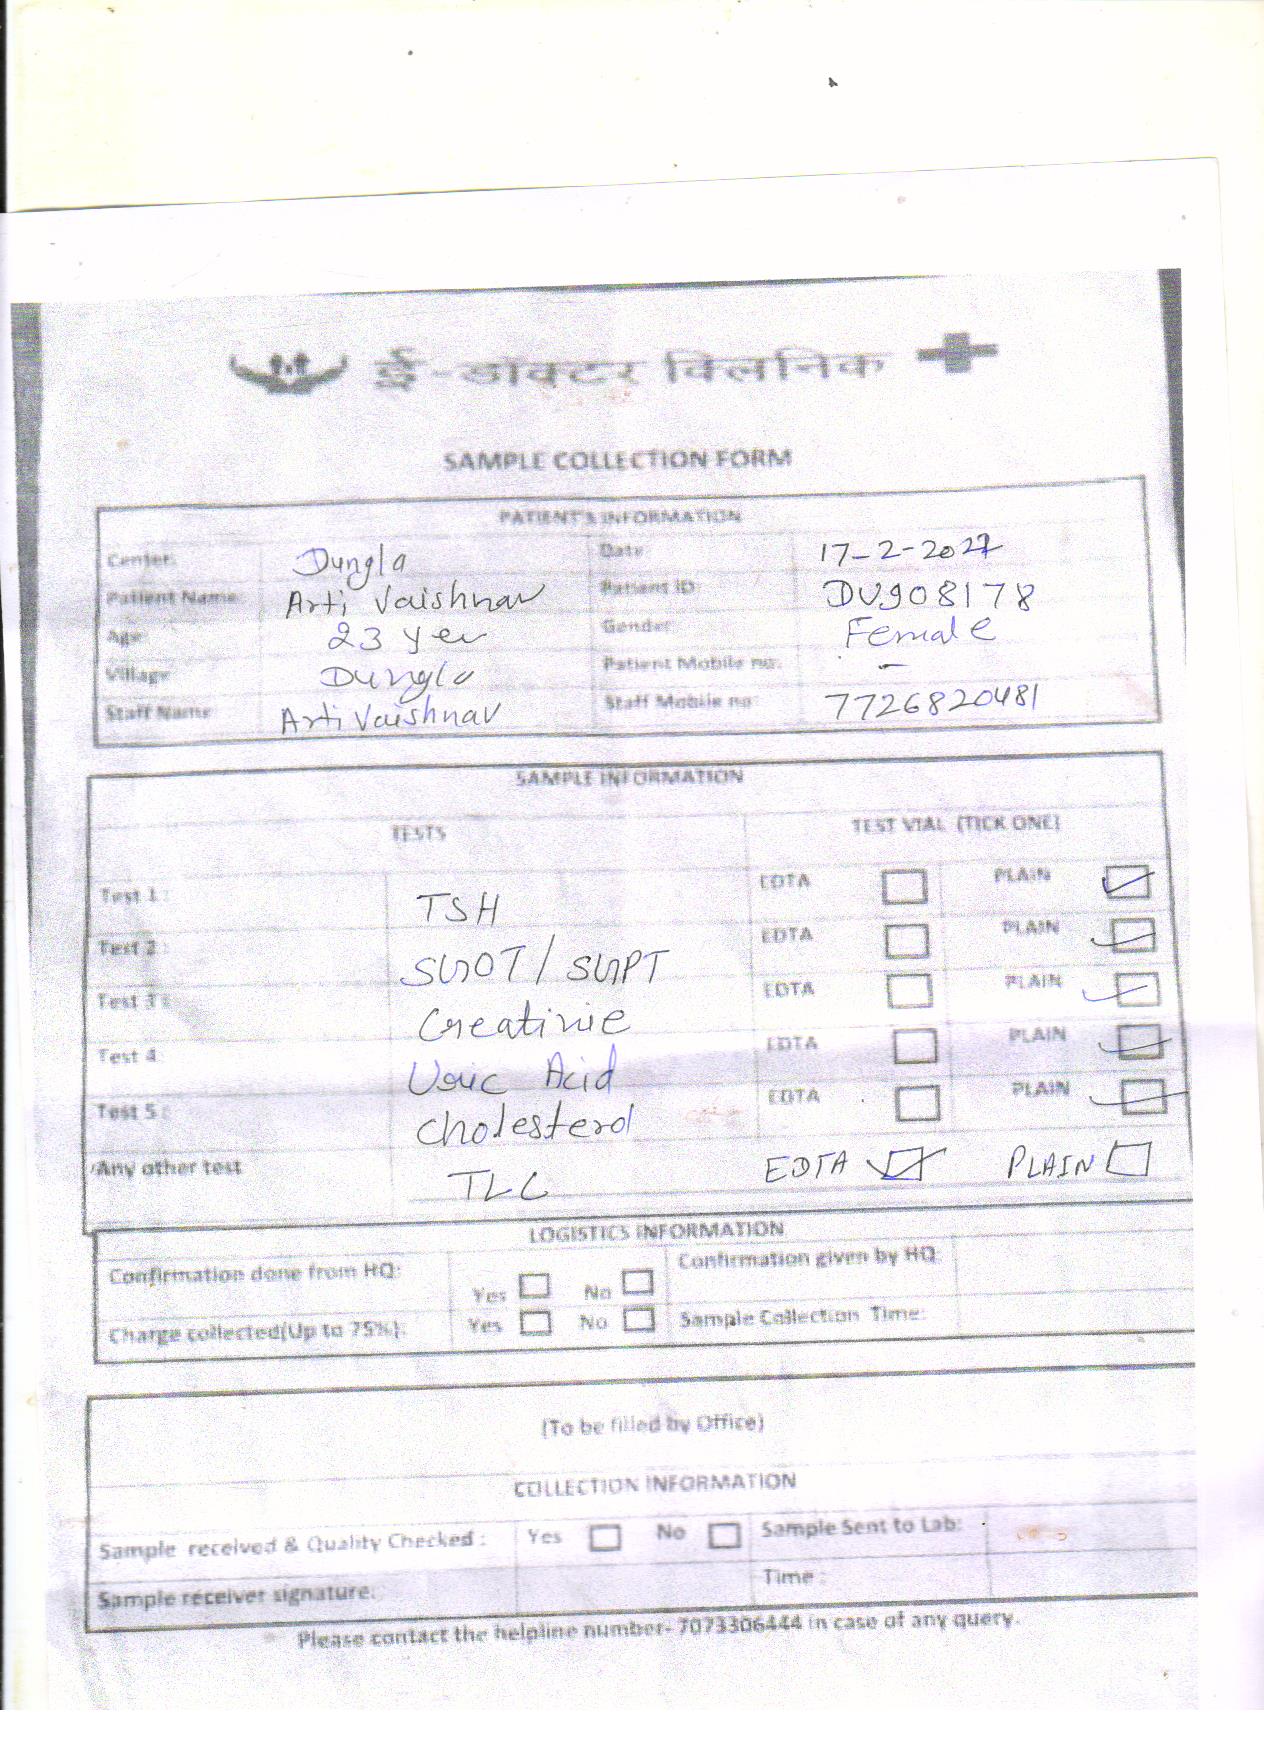 ई-डॉक्टर क्लिनिक
SAMPLE COLLECTION FORM
PATIENT'S INFORMATION
Center: Dungla Date: 17-2-2021
Patient Name: Arti Vaishnav Patient ID: DU908178
Age: 23 yer Gender: Female
Village: Dungla Patient Mobile no: -
Staff Name: Arti Vaishnav Staff Mobile no: 7726820481
SAMPLE INFORMATION
TESTS TEST VIAL (TICK ONE)
Test 1: TSH EDTA PLAIN
Test 2: SGOT/SGPT EDTA PLAIN
Test 3: Creatinie EDTA PLAIN
Test 4: Uric Acid EDTA PLAIN
Test 5: Cholesterol EDTA PLAIN
Any other test TLC EDTA PLAIN
LOGISTICS INFORMATION
Confirmation done from HQ: Yes No Confirmation given by HQ:
Charge collected(Up to 75%): Yes No Sample Collection Time:
(To be filled by Office)
COLLECTION INFORMATION
Sample received & Quality Checked : Yes No Sample Sent to Lab:
Sample receiver signature: Time :
Please contact the helpline number- 7073306444 in case of any query.